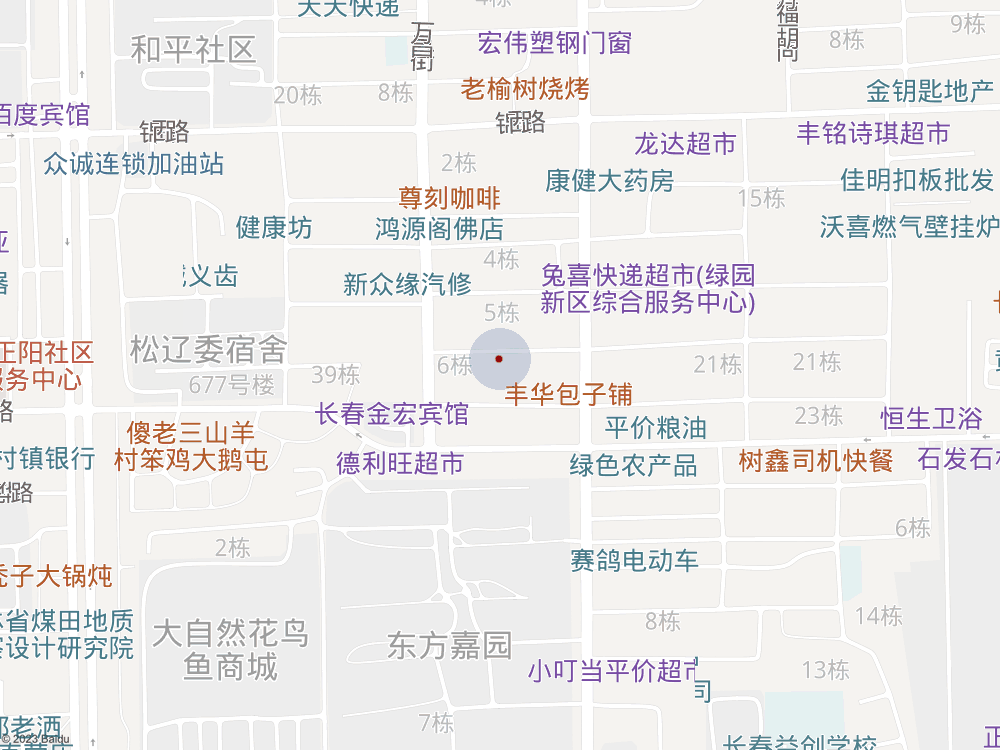 天天快递
4栋
9栋
8栋
和平社区
宏伟塑钢门窗
20栋
8栋
老榆树烧烤
金钥匙地产
百度宾馆
龙达超市
丰铭诗琪超市
众诚连锁加油站
2栋
康健大药房
15栋
佳明扣板批发
尊刻咖啡
健康坊
鸿源阁佛店
沃喜燃气壁挂炉
4栋
义齿
新众缘汽修
兔喜快递超市(绿园
新区综合服务中心)
5栋
松辽委宿舍
正阳社区
服务中心
677号楼
39栋
6栋
21栋
21栋
丰华包子铺
长春金宏宾馆
23栋
恒生卫浴
路
傻老三山羊
村笨鸡大鹅炖
平价粮油
村镇银行
德利旺超市
绿色农产品
树鑫司机快餐
石发石材
路
6栋
2栋
赛鸽电动车
秃子大锅炖
省煤田地质
设计研究院
8栋
14栋
大自然花鸟
鱼商城
东方嘉园
小叮当平价超市
13栋
司
7栋
老洒
长春益创学校
正
© 2023 Baidu